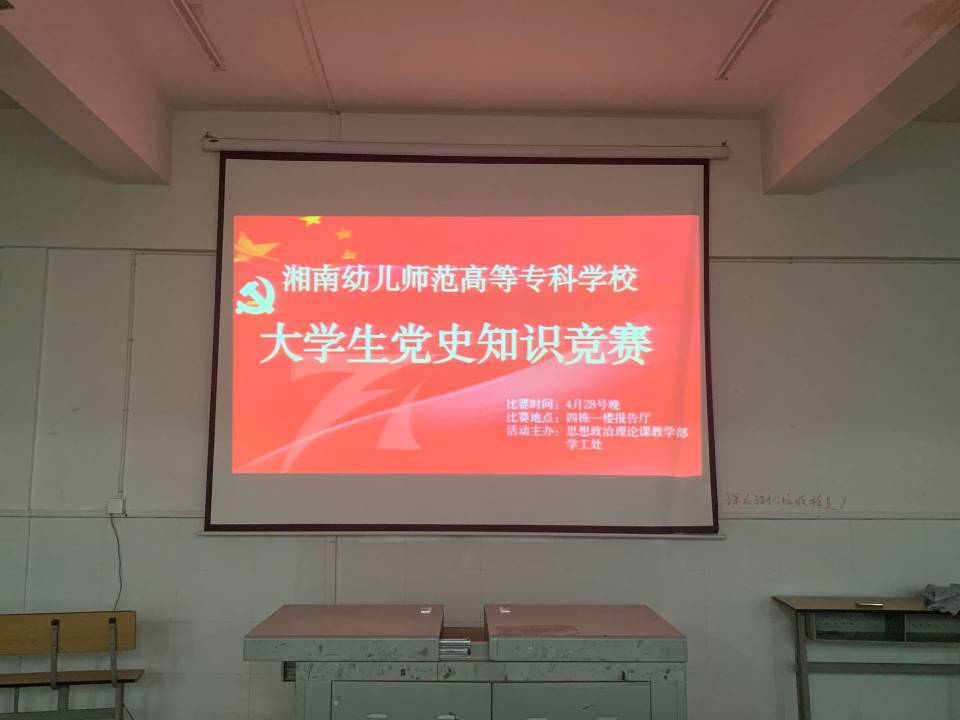 湘南幼儿师范高等专科学校
大学生党史知识竞赛
比赛时间：4月28号晚
比赛地点：四栋一楼报告厅
活动主办：思想政治理论课教学部
学工处